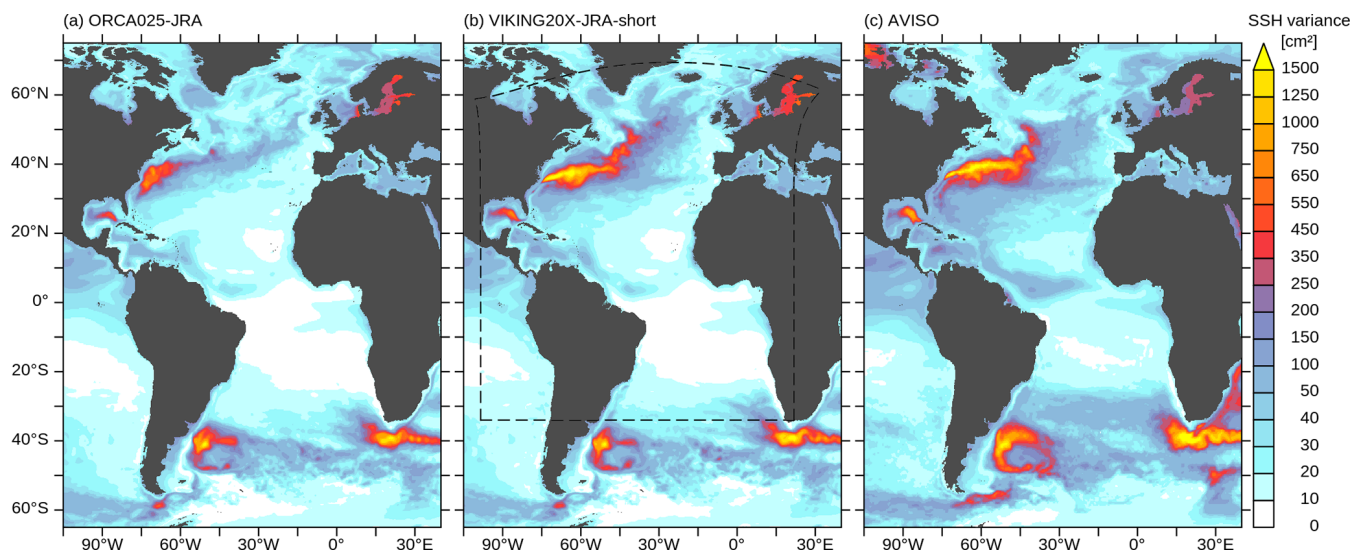 (a) ORCA025-JRA (b) VIKING20X-JRA-short (c) AVISO SSH variance
[cm²]
1500
1250
1000
750
650
550
450
350
250
200
150
100
50
40
30
20
10
0
60°N
40°N
20°N
0°
20°S
40°S
60°S
90°W 60°W 30°W 0° 30°E 90°W 60°W 30°W 0° 30°E 90°W 60°W 30°W 0° 30°E